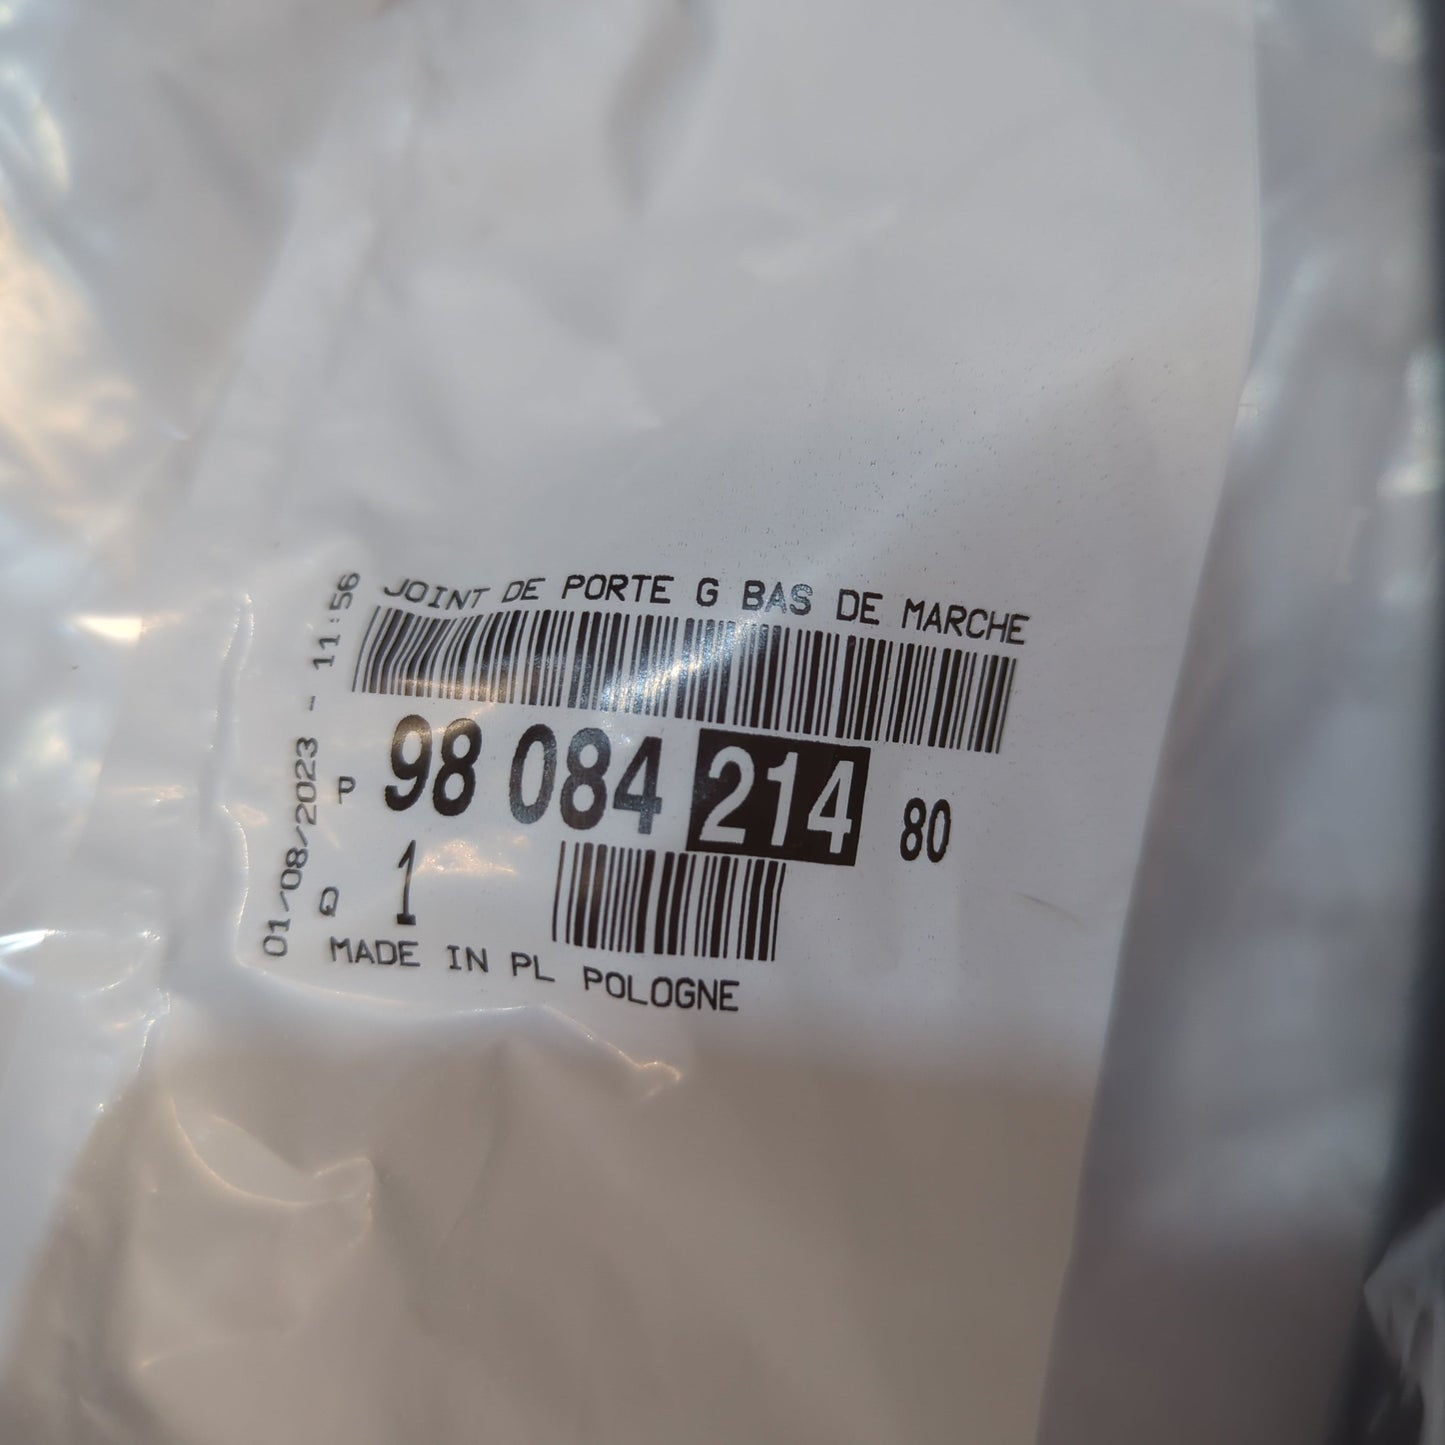 JOINT DE PORTE G BAS DE MARCHE
P 98 084 214 80
Q 1
MADE IN PL POLOGNE
01/08/2023 - 11:56